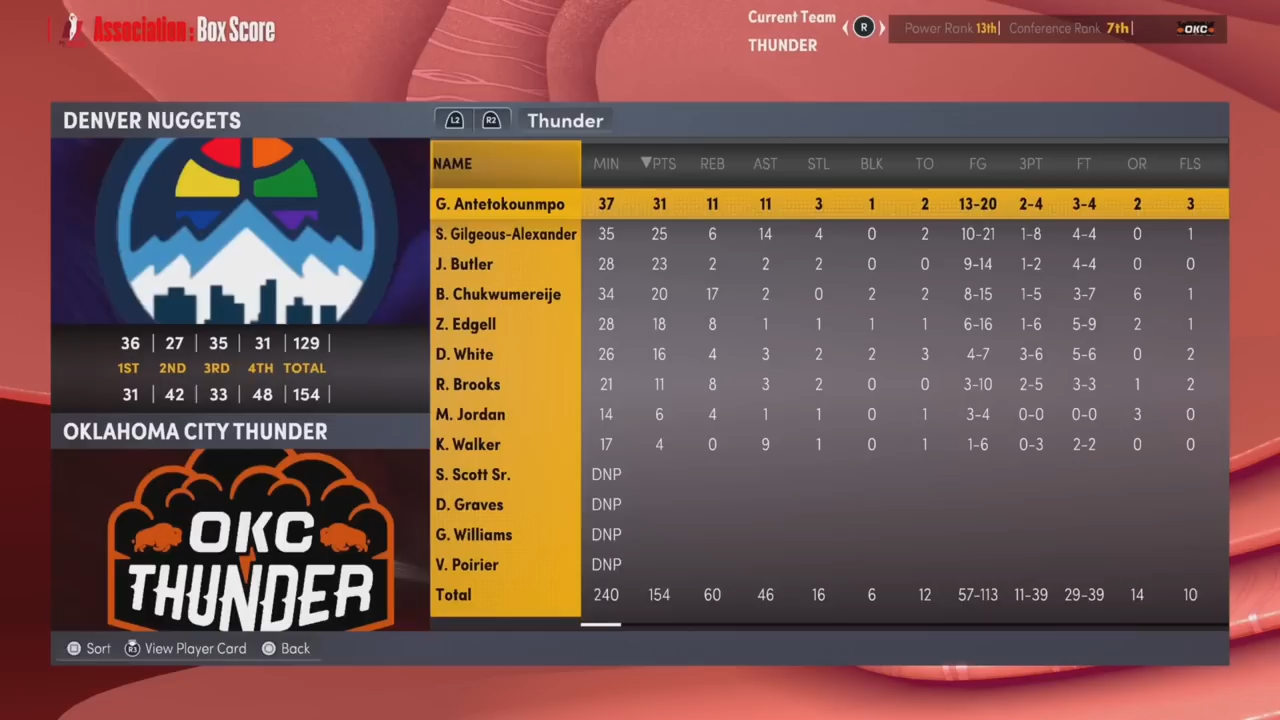 Association: Box Score
Current Team
THUNDER
R
Power Rank 13th| Conference Rank 7th|
OKC
DENVER NUGGETS
L2 R2 Thunder
NAME MIN ▼PTS REB AST STL BLK TO FG 3PT FT OR FLS
G. Antetokounmpo 37 31 11 11 3 1 2 13-20 2-4 3-4 2 3
S. Gilgeous-Alexander 35 25 6 14 4 0 2 10-21 1-8 4-4 0 1
J. Butler 28 23 2 2 2 0 0 9-14 1-2 4-4 0 0
B. Chukwumereije 34 20 17 2 0 2 2 8-15 1-5 3-7 6 1
Z. Edgell 28 18 8 1 1 1 1 6-16 1-6 5-9 2 1
D. White 26 16 4 3 2 2 3 4-7 3-6 5-6 0 2
R. Brooks 21 11 8 3 2 0 0 3-10 2-5 3-3 1 2
M. Jordan 14 6 4 1 1 0 1 3-4 0-0 0-0 3 0
K. Walker 17 4 0 9 1 0 1 1-6 0-3 2-2 0 0
S. Scott Sr. DNP
D. Graves DNP
G. Williams DNP
V. Poirier DNP
Total 240 154 60 46 16 6 12 57-113 11-39 29-39 14 10
36 | 27 | 35 | 31 | 129 |
1ST 2ND 3RD 4TH TOTAL
31 | 42 | 33 | 48 | 154 |
OKLAHOMA CITY THUNDER
OKC
THUNDER
Sort R3 View Player Card Back